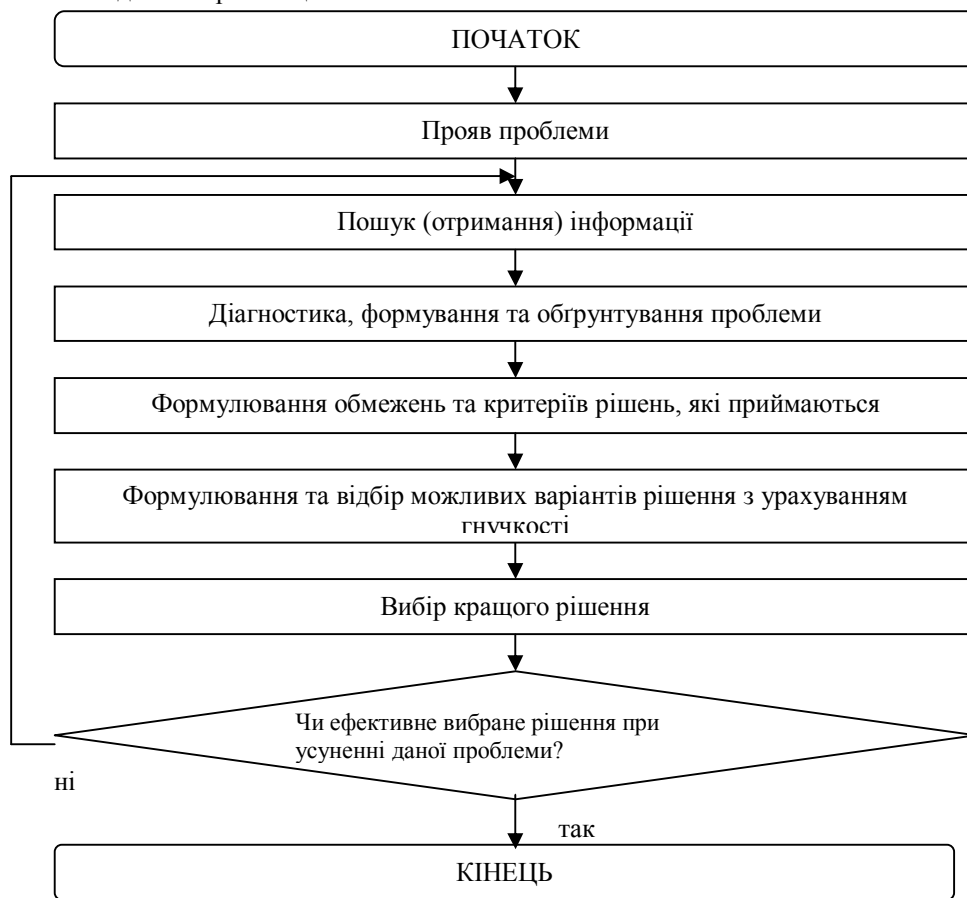 ПОЧАТОК
Прояв проблеми
Пошук (отримання) інформації
Діагностика, формування та обґрунтування проблеми
Формулювання обмежень та критеріїв рішень, які приймаються
Формулювання та відбір можливих варіантів рішення з урахуванням
гнучкості
Вибір кращого рішення
Чи ефективне вибране рішення при
усуненні даної проблеми?
ні
так
КІНЕЦЬ